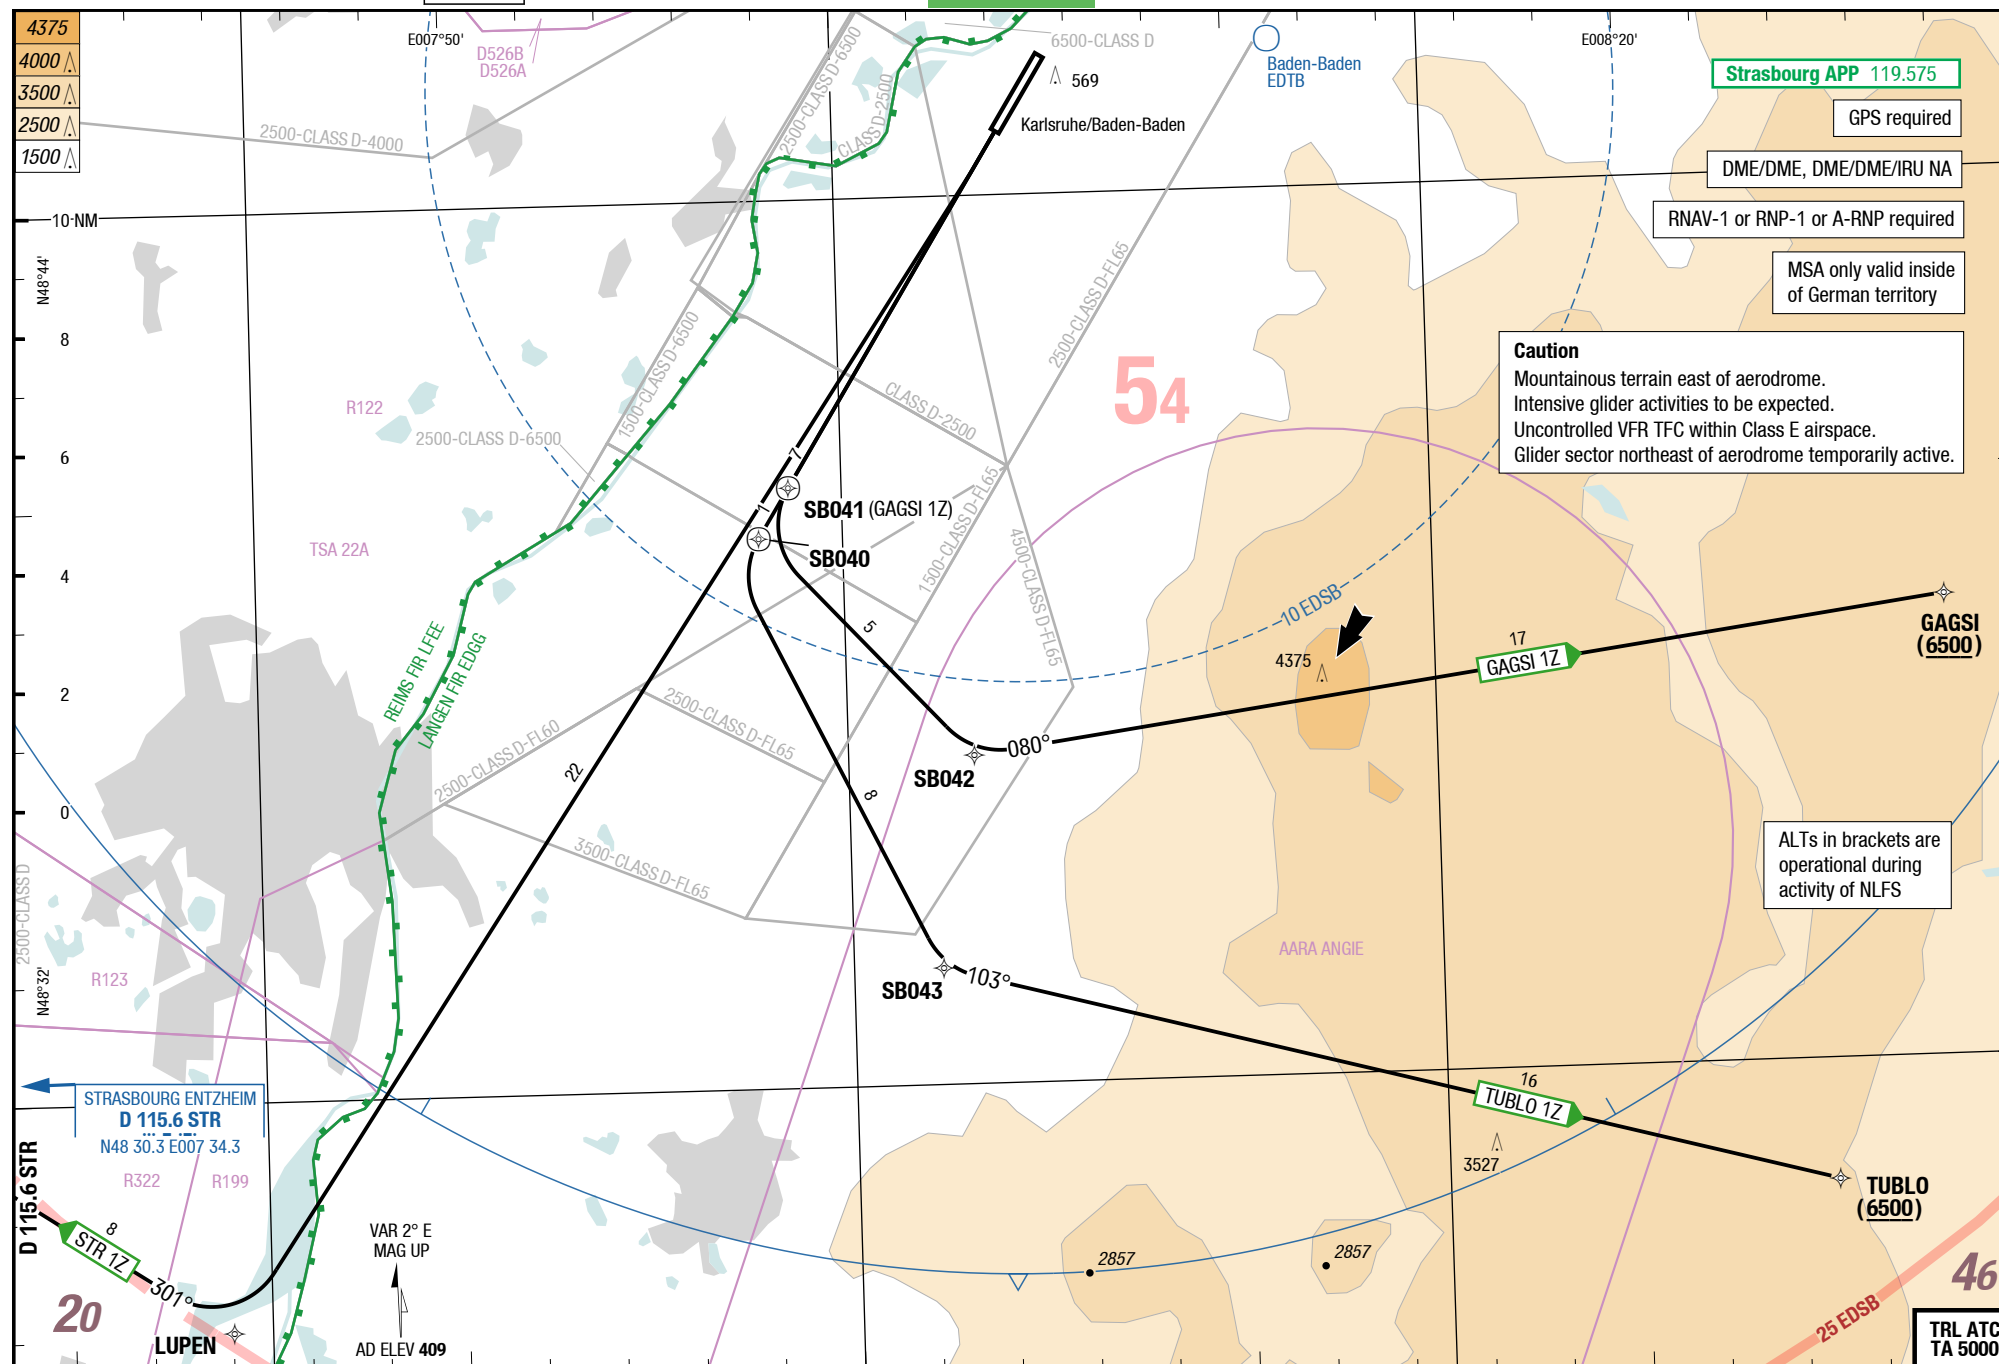 4375
4000
3500
2500
1500
E007°50'
D526B
D526A
2500-CLASS D-4000
2500-CLASS D-6500
CLASS D-2500
6500-CLASS D
569
Karlsruhe/Baden-Baden
Baden-Baden
EDTB
E008°20'
Strasbourg APP 119.575
GPS required
DME/DME, DME/DME/IRU NA
RNAV-1 or RNP-1 or A-RNP required
MSA only valid inside
of German territory
Caution
Mountainous terrain east of aerodrome.
Intensive glider activities to be expected.
Uncontrolled VFR TFC within Class E airspace.
Glider sector northeast of aerodrome temporarily active.
10 NM
N48°44'
8
6
4
2
0
N48°32'
R122
2500-CLASS D-6500
1500-CLASS D-6500
CLASS D-2500
2500-CLASS D-FL65
54
7
1
SB041 (GAGSI 1Z)
SB040
1500-CLASS D-FL65
4500-CLASS D-FL65
TSA 22A
5
8
10 EDSB
4375
17
GAGSI 1Z
GAGSI
(6500)
REIMS FIR LFEE
LANGEN FIR EDGG
2500-CLASS D-FL65
2500-CLASS D-FL60
080°
SB042
22
3500-CLASS D-FL65
2500-CLASS D
ALTs in brackets are
operational during
activity of NLFS
AARA ANGIE
R123
SB043
103°
16
TUBLO 1Z
3527
TUBLO
(6500)
STRASBOURG ENTZHEIM
D 115.6 STR
N48 30.3 E007 34.3
R322
R199
D 115.6 STR
8
STR 1Z
301°
20
LUPEN
VAR 2° E
MAG UP
AD ELEV 409
2857
2857
25 EDSB
46
TRL ATC
TA 5000